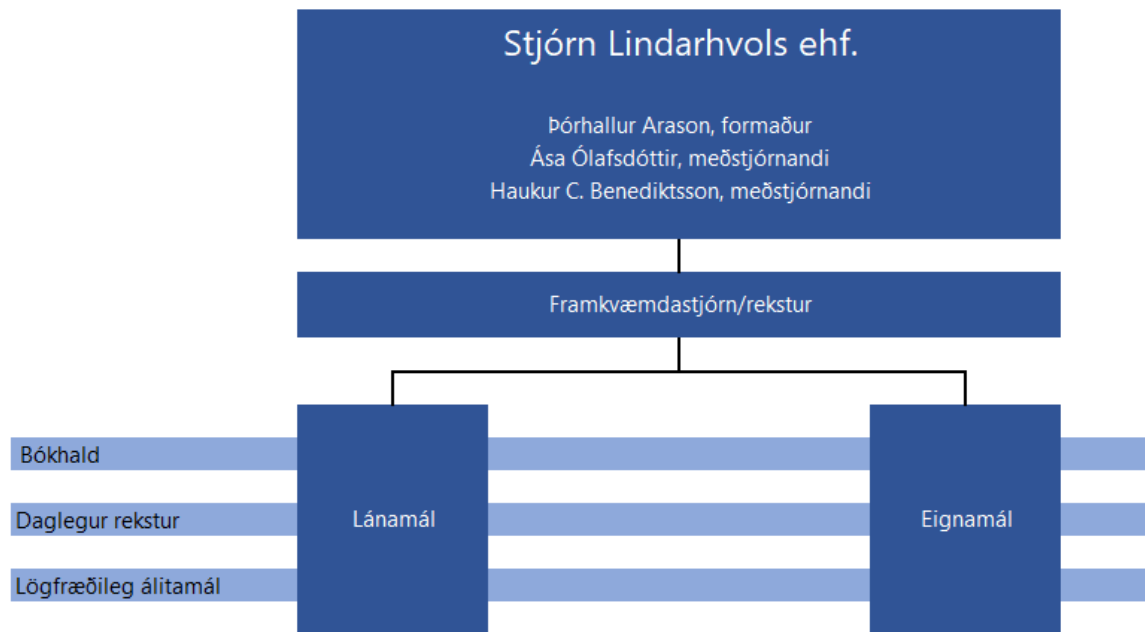 Stjórn Lindarhvols ehf.
Þórhallur Arason, formaður
Ása Ólafsdóttir, meðstjórnandi
Haukur C. Benediktsson, meðstjórnandi
Framkvæmdastjórn/rekstur
Bókhald
Daglegur rekstur
Lánamál
Eignamál
Lögfræðileg álitamál